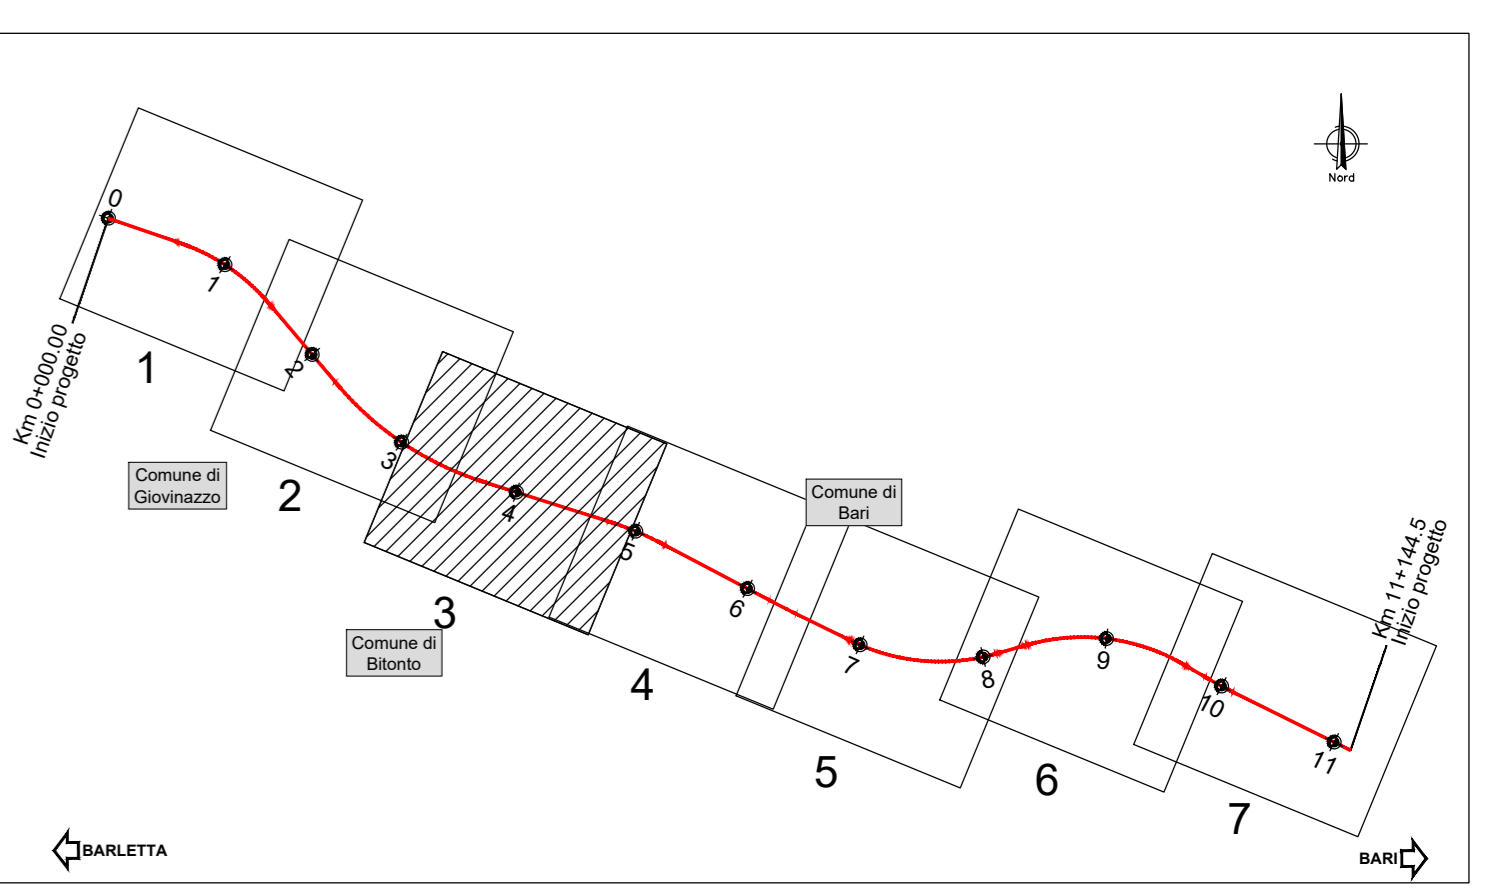 Nord
0
1
2
3
4
5
6
7
8
9
10
11
Km 0+000.00
Inizio progetto
Km 11+144.5
Inizio progetto
1
2
3
4
5
6
7
Comune di
Giovinazzo
Comune di
Bitonto
Comune di
Bari
BARLETTA
BARI